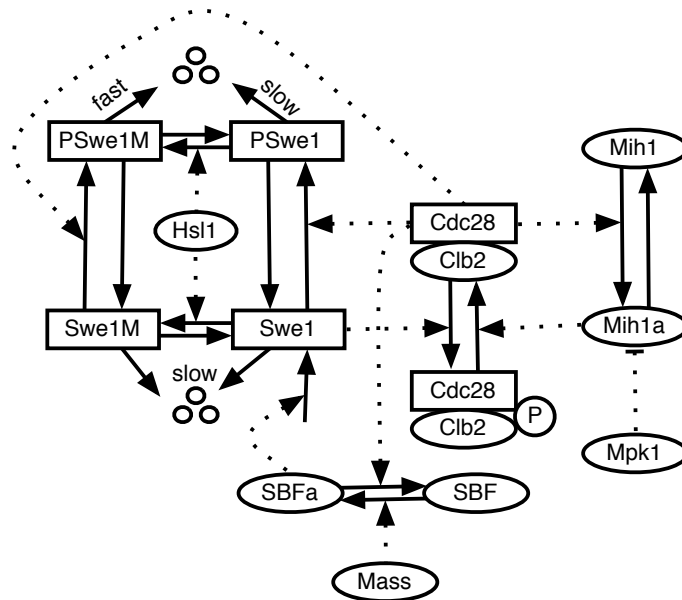 fast
slow
PSwe1M
PSwe1
Mih1
Hsl1
Cdc28
Clb2
Swe1M
Swe1
Mih1a
slow
Cdc28
P
Clb2
Mpk1
SBFa
SBF
Mass